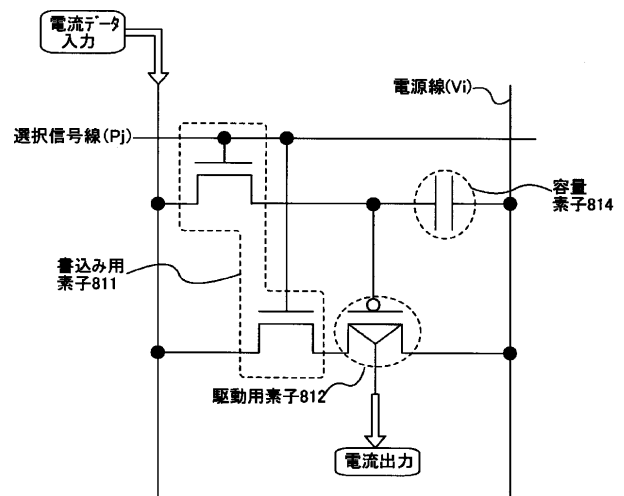 電流データ
入力
電源線(Vi)
選択信号線(Pj)
容量
素子814
書込み用
素子811
駆動用素子812
電流出力